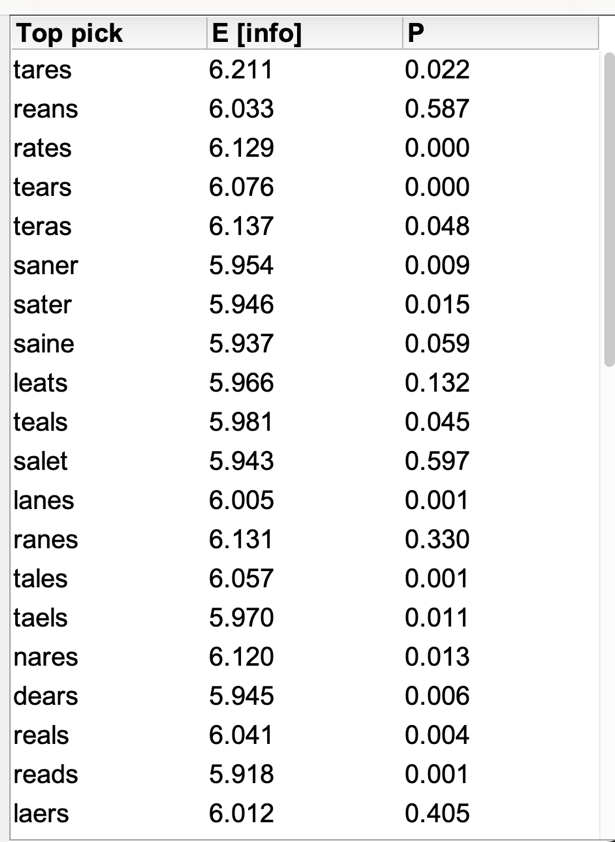 Top pick E [info] P
tares 6.211 0.022
reans 6.033 0.587
rates 6.129 0.000
tears 6.076 0.000
teras 6.137 0.048
saner 5.954 0.009
sater 5.946 0.015
saine 5.937 0.059
leats 5.966 0.132
teals 5.981 0.045
salet 5.943 0.597
lanes 6.005 0.001
ranes 6.131 0.330
tales 6.057 0.001
taels 5.970 0.011
nares 6.120 0.013
dears 5.945 0.006
reals 6.041 0.004
reads 5.918 0.001
laers 6.012 0.405